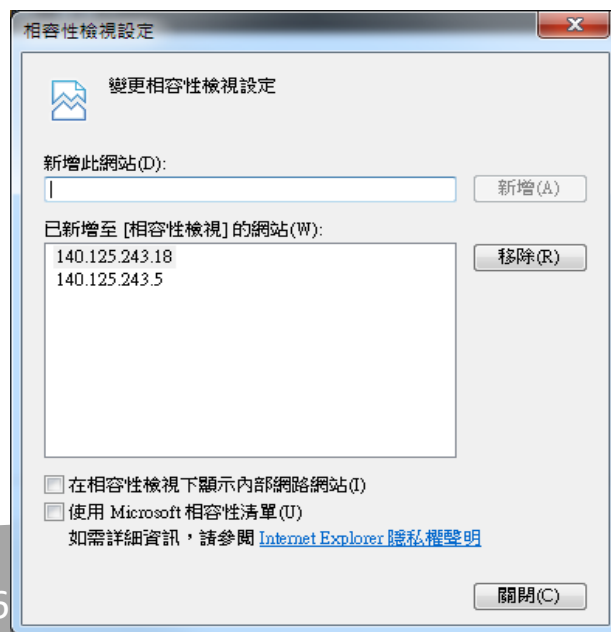 相容性檢視設定
變更相容性檢視設定
新增此網站(D):
新增(A)
已新增至 [相容性檢視] 的網站(W):
140.125.243.18
移除(R)
140.125.243.5
在相容性檢視下顯示內部網路網站(I)
使用 Microsoft 相容性清單(U)
如需詳細資訊，請參閱 Internet Explorer 隱私權聲明
關閉(C)
6